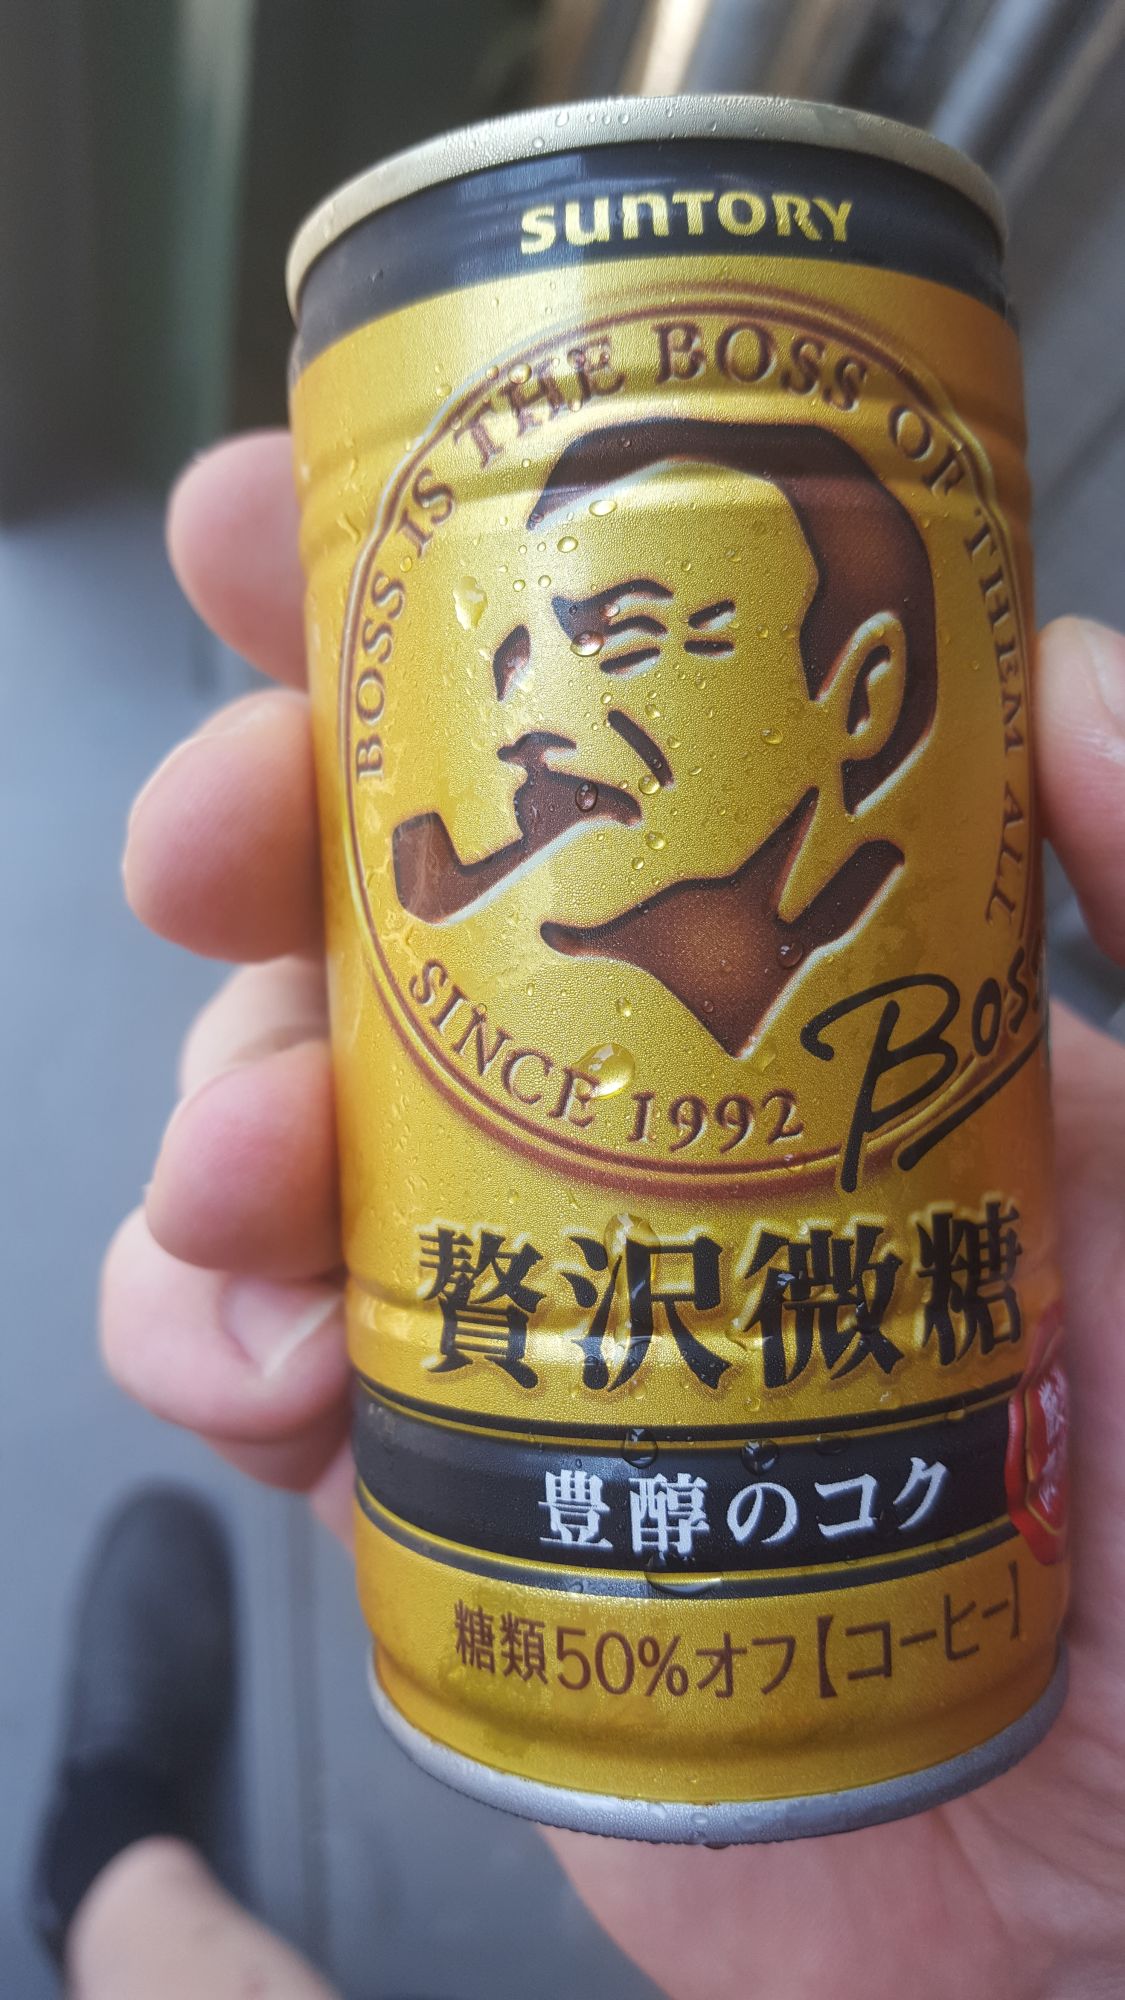 SUNTORY
BOSS IS THE BOSS OF THEM ALL
SINCE 1992
BOSS
贅沢微糖
豊醇のコク
糖類50%オフ【コーヒー】